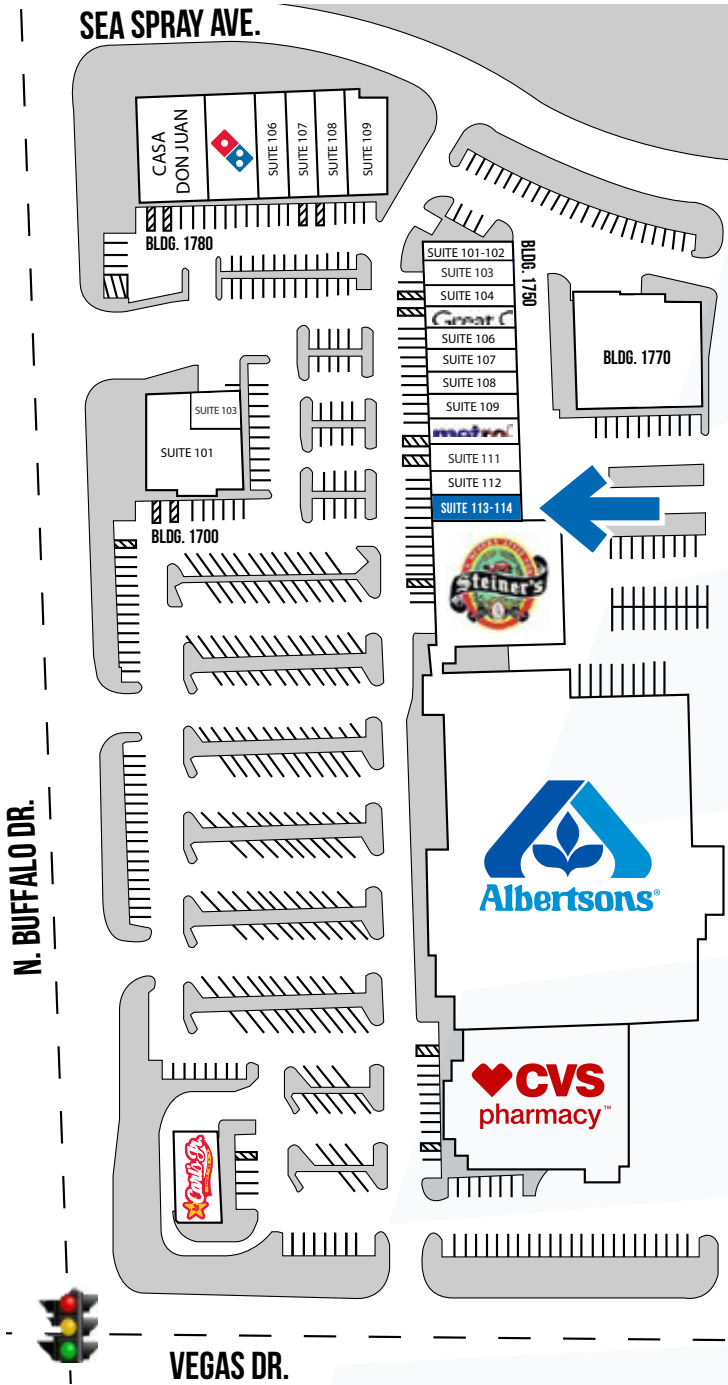 SEA SPRAY AVE.
CASA
DON JUAN
SUITE 106
SUITE 107
SUITE 108
SUITE 109
BLDG. 1780
SUITE 101-102
SUITE 103
SUITE 104
Great C
SUITE 106
SUITE 107
SUITE 108
SUITE 109
metro
SUITE 111
SUITE 112
SUITE 113-114
BLDG. 1750
BLDG. 1770
SUITE 103
SUITE 101
BLDG. 1700
Steiner's
Albertsons®
N. BUFFALO DR.
CVS
pharmacy™
Carl's Jr.
VEGAS DR.